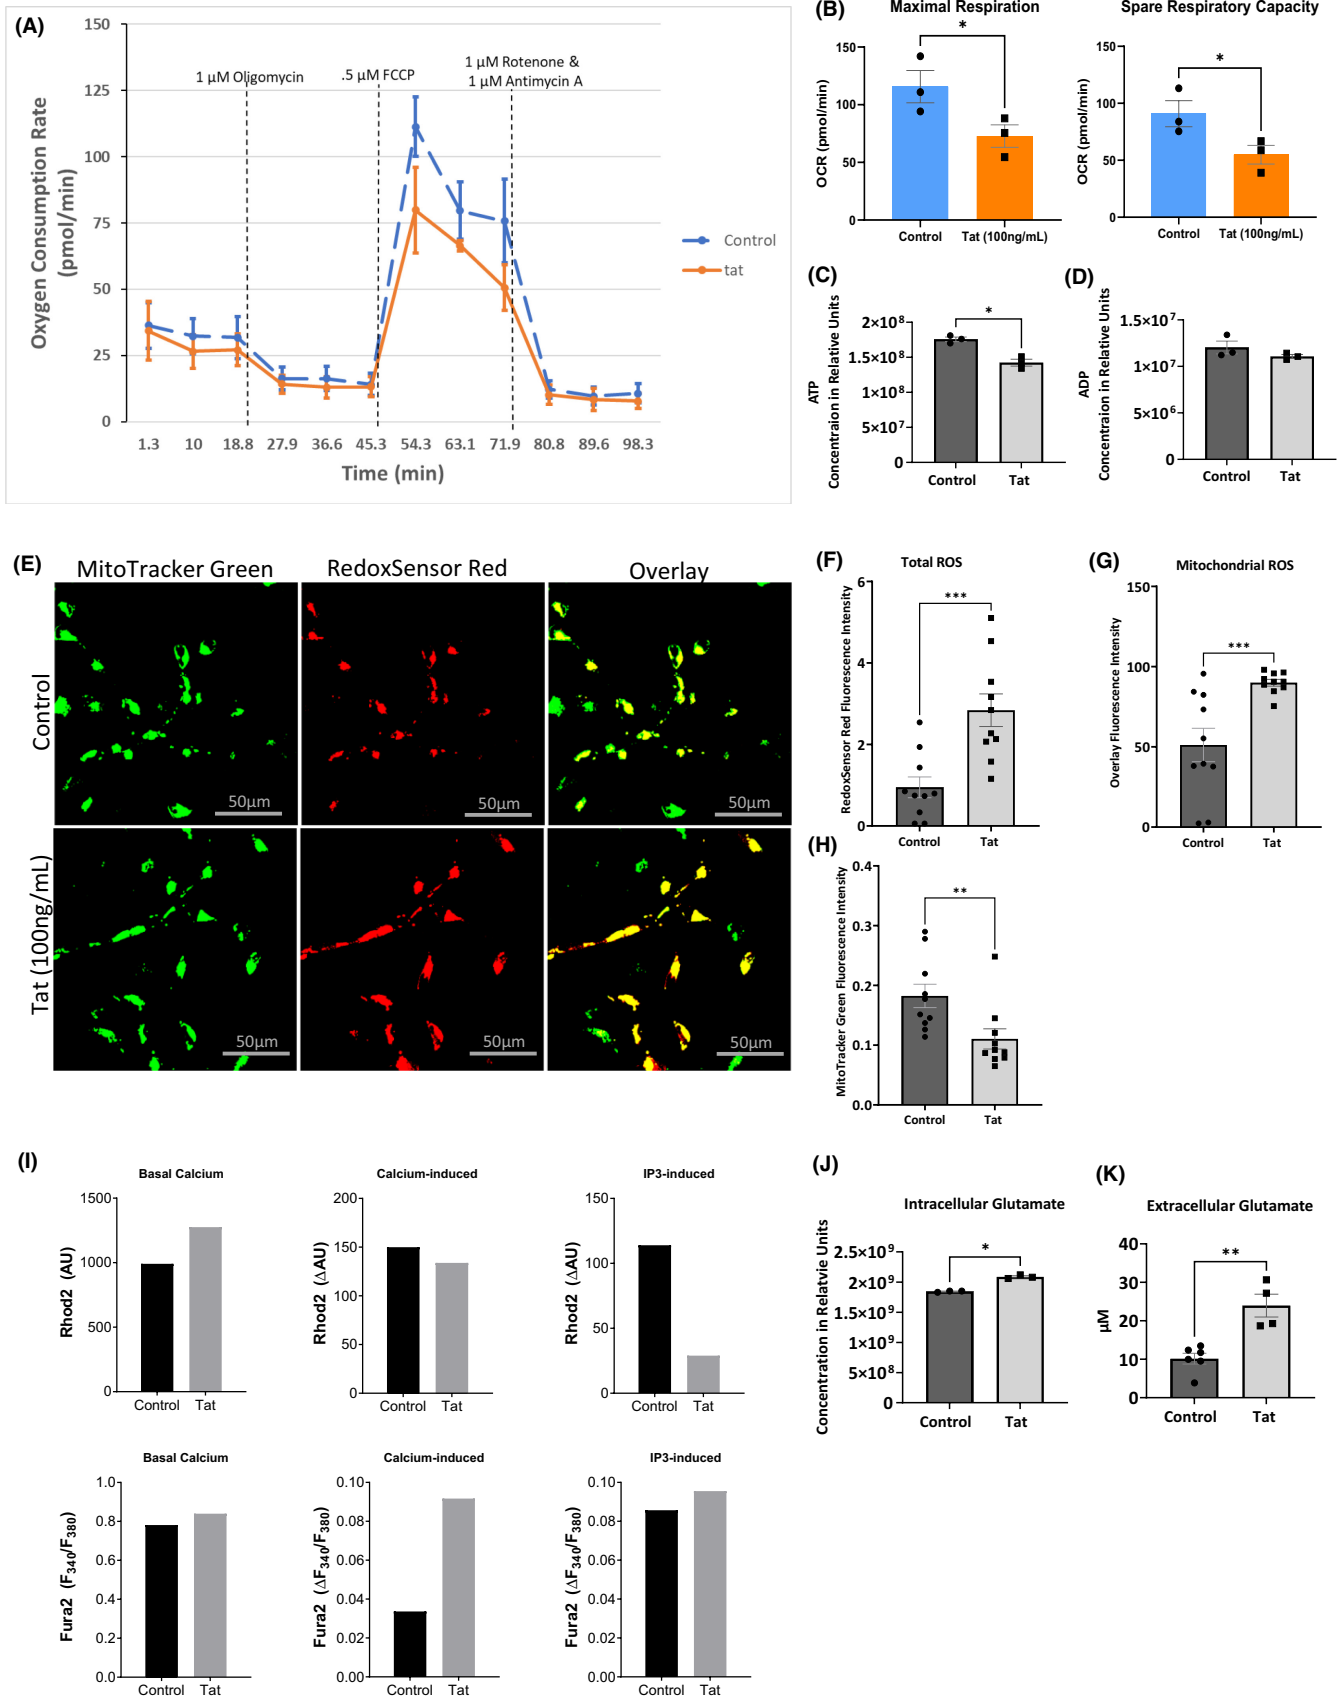 (A)
150
125
100
75
50
25
0
Oxygen Consumption Rate
(pmol/min)
1 µM Oligomycin
.5 µM FCCP
1 µM Rotenone &
1 µM Antimycin A
Control
tat
1.3 10 18.8 27.9 36.6 45.3 54.3 63.1 71.9 80.8 89.6 98.3
Time (min)
(B)
Maximal Respiration
*
150
100
50
0
OCR (pmol/min)
Control Tat (100ng/mL)
Spare Respiratory Capacity
*
150
100
50
0
OCR (pmol/min)
Control Tat (100ng/mL)
(C)
*
2×10⁸
1.5×10⁸
1×10⁸
5×10⁷
0
ATP
Concentraion in Relative Units
Control Tat
(D)
1.5×10⁷
1×10⁷
5×10⁶
0
ADP
Concentraion in Relative Units
Control Tat
(E)
MitoTracker Green RedoxSensor Red Overlay
Control
50µm 50µm 50µm
Tat (100ng/mL)
50µm 50µm 50µm
(F)
Total ROS
***
6
4
2
0
RedoxSensor Red Fluorescence Intensity
Control Tat
(G)
Mitochondrial ROS
***
150
100
50
0
Overlay Fluorescence Intensity
Control Tat
(H)
**
0.4
0.3
0.2
0.1
0.0
MitoTracker Green Fluorescence Intensity
Control Tat
(I)
Basal Calcium
1500
1000
500
0
Rhod2 (AU)
Control Tat
Calcium-induced
200
150
100
50
0
Rhod2 (△AU)
Control Tat
IP3-induced
150
100
50
0
Rhod2 (△AU)
Control Tat
Basal Calcium
1.0
0.8
0.6
0.4
0.2
0.0
Fura2 (F₃₄₀/F₃₈₀)
Control Tat
Calcium-induced
0.10
0.08
0.06
0.04
0.02
0.00
Fura2 (△F₃₄₀/F₃₈₀)
Control Tat
IP3-induced
0.10
0.08
0.06
0.04
0.02
0.00
Fura2 (△F₃₄₀/F₃₈₀)
Control Tat
(J)
Intracellular Glutamate
*
2.5×10⁹
2×10⁹
1.5×10⁹
1×10⁹
5×10⁸
0
Concentration in Relatvie Units
Control Tat
(K)
Extracellular Glutamate
**
40
30
20
10
0
µM
Control Tat